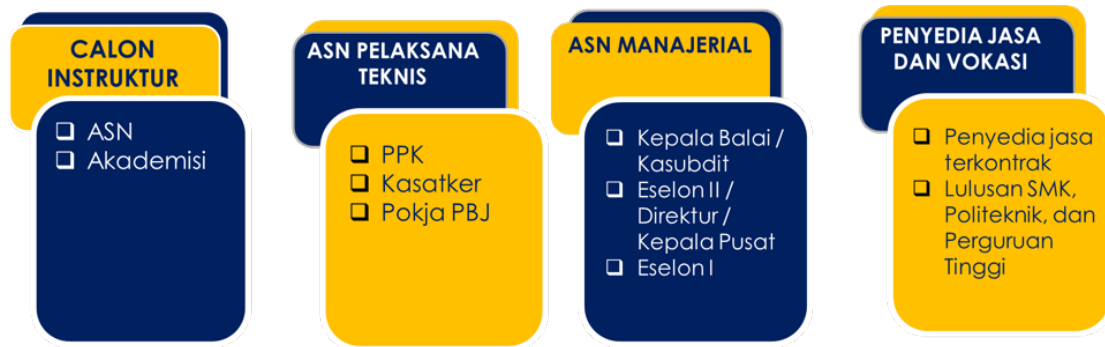 CALON
INSTRUKTUR
❑ ASN
❑ Akademisi
ASN PELAKSANA
TEKNIS
❑ PPK
❑ Kasatker
❑ Pokja PBJ
ASN MANAJERIAL
❑ Kepala Balai /
Kasubdit
❑ Eselon II /
Direktur /
Kepala Pusat
❑ Eselon I
PENYEDIA JASA
DAN VOKASI
❑ Penyedia jasa
terkontrak
❑ Lulusan SMK,
Politeknik, dan
Perguruan
Tinggi